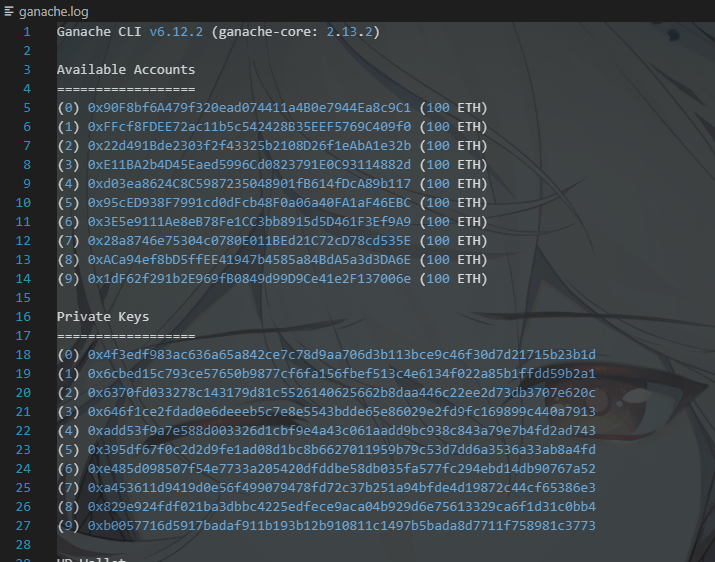 ganache.log
1 Ganache CLI v6.12.2 (ganache-core: 2.13.2)
2
3 Available Accounts
4 ==================
5 (0) 0x90F8bf6A479f320ead074411a4B0e7944Ea8c9C1 (100 ETH)
6 (1) 0xFFcf8FDEE72ac11b5c542428B35EEF5769C409f0 (100 ETH)
7 (2) 0x22d491Bde2303f2f43325b2108D26f1eAbA1e32b (100 ETH)
8 (3) 0xE11BA2b4D45Eaed5996Cd0823791E0C93114882d (100 ETH)
9 (4) 0xd03ea8624C8C5987235048901fB614fDcA89b117 (100 ETH)
10 (5) 0x95cED938F7991cd0dFcb48F0a06a40FA1aF46EBC (100 ETH)
11 (6) 0x3E5e9111Ae8eB78Fe1CC3bb8915d5D461F3Ef9A9 (100 ETH)
12 (7) 0x28a8746e75304c0780E011BEd21C72cD78cd535E (100 ETH)
13 (8) 0xACa94ef8bD5ffEE41947b4585a84BdA5a3d3DA6E (100 ETH)
14 (9) 0x1dF62f291b2E969fB0849d99D9Ce41e2F137006e (100 ETH)
15
16 Private Keys
17 ==================
18 (0) 0x4f3edf983ac636a65a842ce7c78d9aa706d3b113bce9c46f30d7d21715b23b1d
19 (1) 0x6cbed15c793ce57650b9877cf6fa156fbef513c4e6134f022a85b1ffdd59b2a1
20 (2) 0x6370fd033278c143179d81c5526140625662b8daa446c22ee2d73db3707e620c
21 (3) 0x646f1ce2fdad0e6deeeb5c7e8e5543bdde65e86029e2fd9fc169899c440a7913
22 (4) 0xadd53f9a7e588d003326d1cbf9e4a43c061aadd9bc938c843a79e7b4fd2ad743
23 (5) 0x395df67f0c2d2d9fe1ad08d1bc8b6627011959b79c53d7dd6a3536a33ab8a4fd
24 (6) 0xe485d098507f54e7733a205420dfddbe58db035fa577fc294ebd14db90767a52
25 (7) 0xa453611d9419d0e56f499079478fd72c37b251a94bfde4d19872c44cf65386e3
26 (8) 0x829e924fdf021ba3dbbc4225edfece9aca04b929d6e75613329ca6f1d31c0bb4
27 (9) 0xb0057716d5917badaf911b193b12b910811c1497b5bada8d7711f758981c3773
28
29 HD Wallet